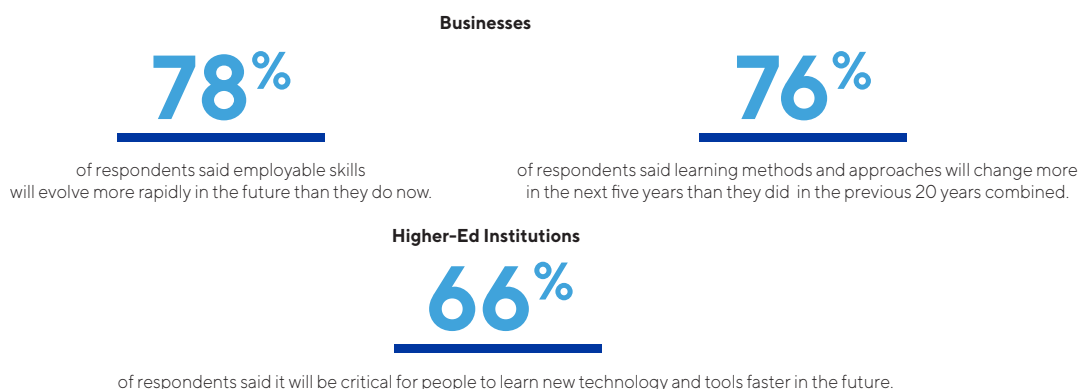 Businesses
78%
76%
of respondents said employable skills
will evolve more rapidly in the future than they do now.
of respondents said learning methods and approaches will change more
in the next five years than they did in the previous 20 years combined.
Higher-Ed Institutions
66%
of respondents said it will be critical for people to learn new technology and tools faster in the future.